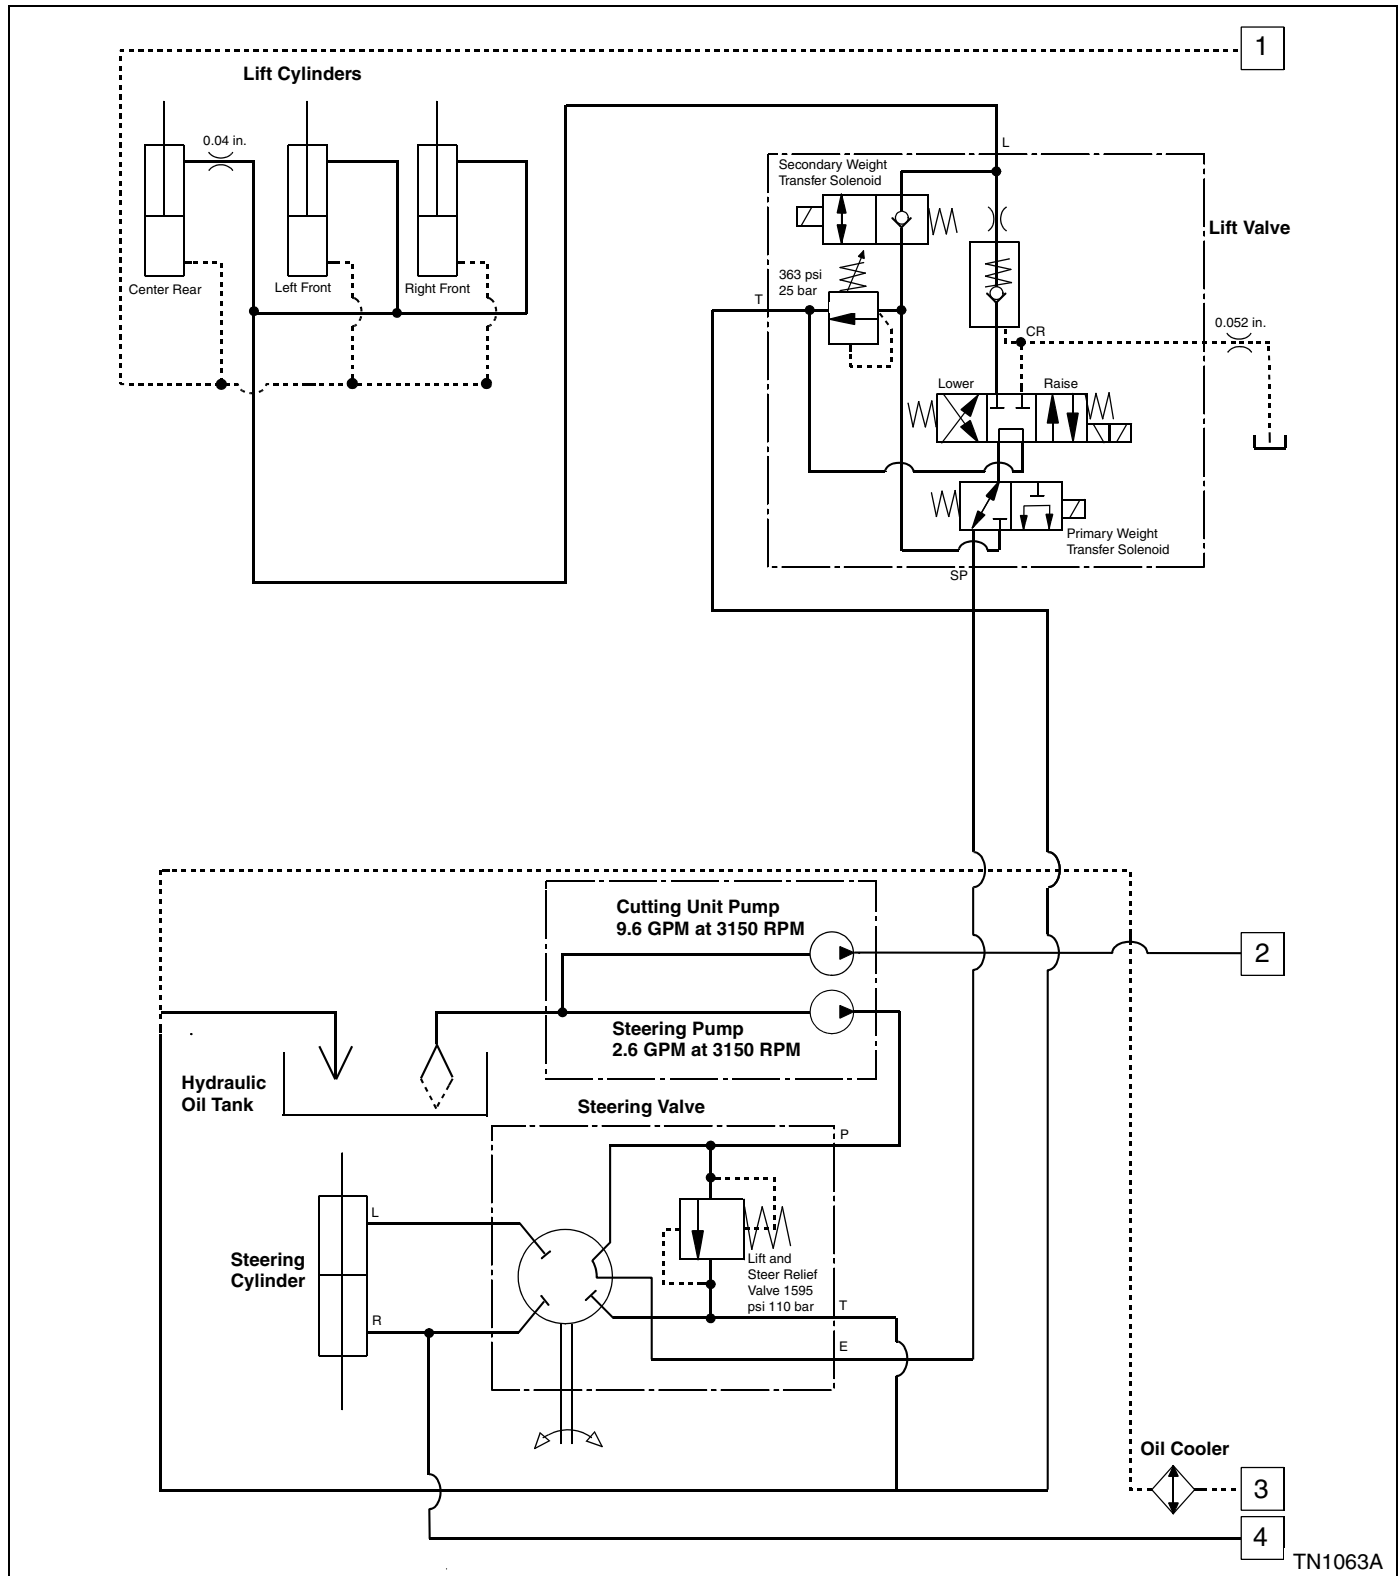 1
Lift Cylinders
0.04 in.
L
Secondary Weight
Transfer Solenoid
Lift Valve
363 psi
25 bar
Center Rear
Left Front
Right Front
T
0.052 in.
CR
Lower
Raise
Primary Weight
Transfer Solenoid
SP
Cutting Unit Pump
9.6 GPM at 3150 RPM
2
Steering Pump
2.6 GPM at 3150 RPM
Hydraulic
Oil Tank
Steering Valve
P
L
Steering
Cylinder
Lift and
Steer Relief
Valve 1595
psi 110 bar
T
R
E
Oil Cooler
3
4
TN1063A